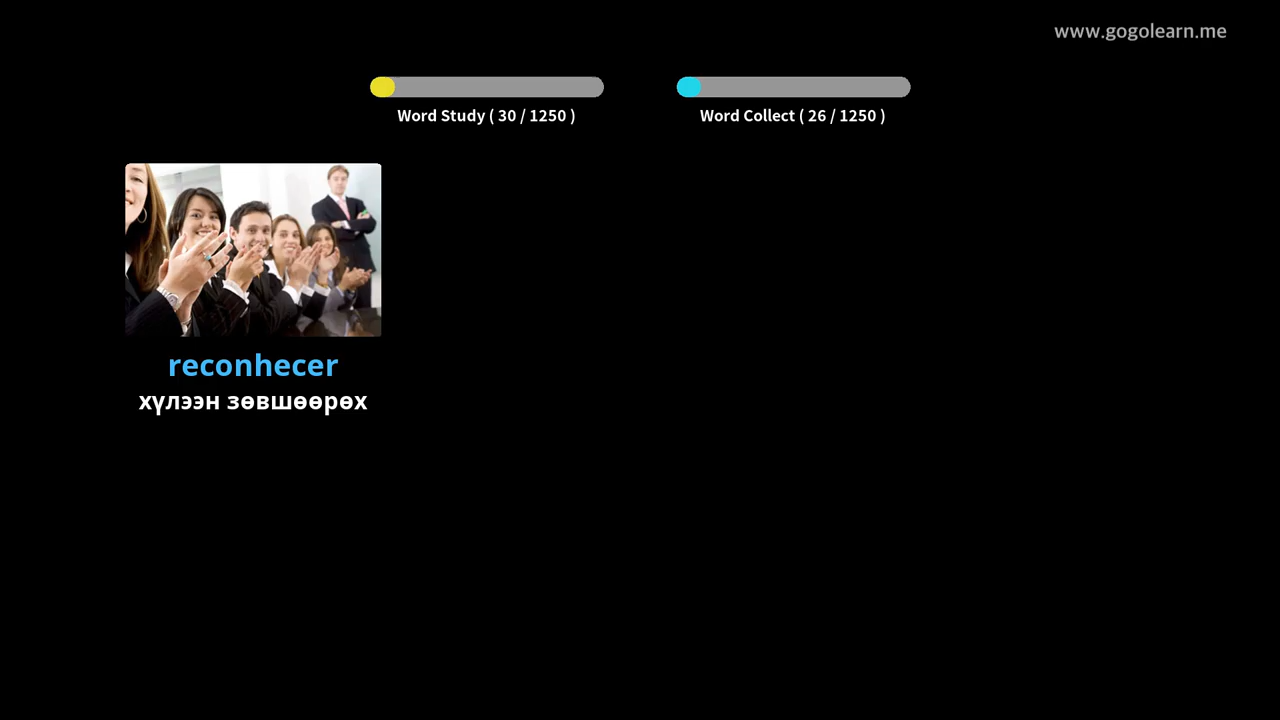 www.gogolearn.me
Word Study ( 30 / 1250 )
Word Collect ( 26 / 1250 )
reconhecer
хүлээн зөвшөөрөх